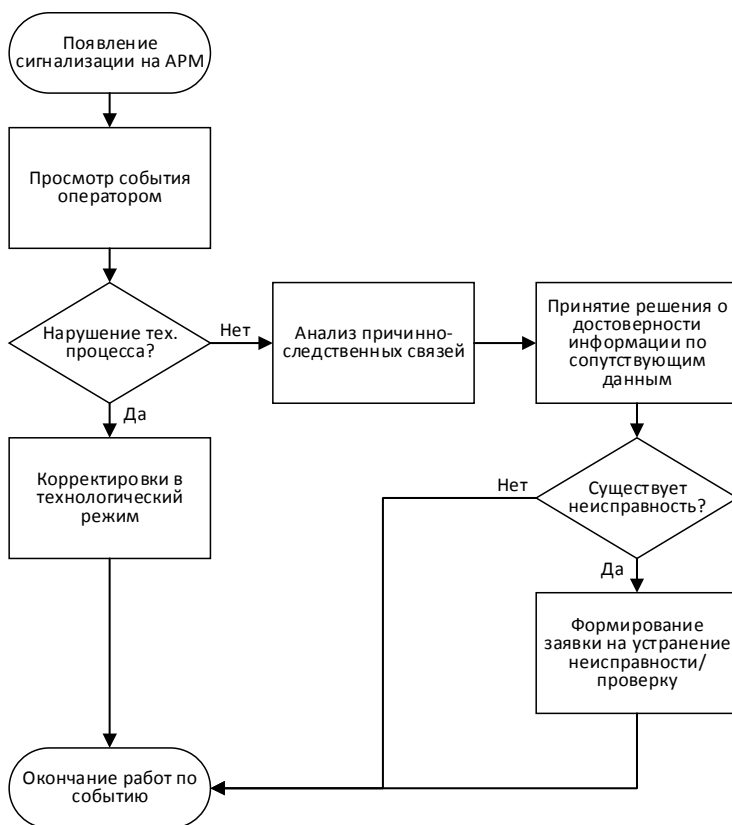 Появление
сигнализации на АРМ
Просмотр события
оператором
Нарушение тех.
процесса?
Нет
Анализ причинно-
следственных связей
Принятие решения о
достоверности
информации по
сопутствующим
данным
Да
Корректировки в
технологический
режим
Нет
Существует
неисправность?
Да
Формирование
заявки на устранение
неисправности/
проверку
Окончание работ по
событию